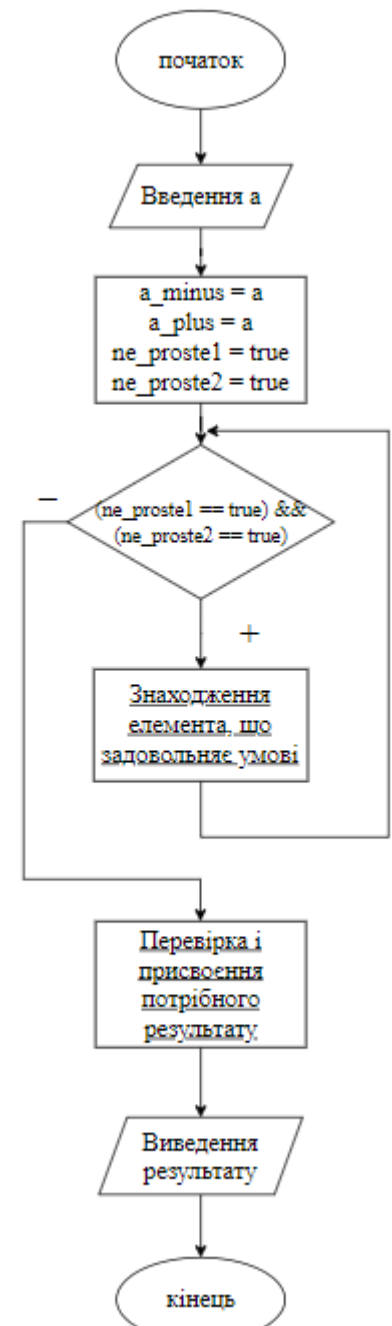 початок
Введення a
a_minus = a
a_plus = a
ne_proste1 = true
ne_proste2 = true
(ne_proste1 == true) &&
(ne_proste2 == true)
−
+
Знаходження
елемента, що
задовольняє умові
Перевірка і
присвоєння
потрібного
результату
Виведення
результату
кінець